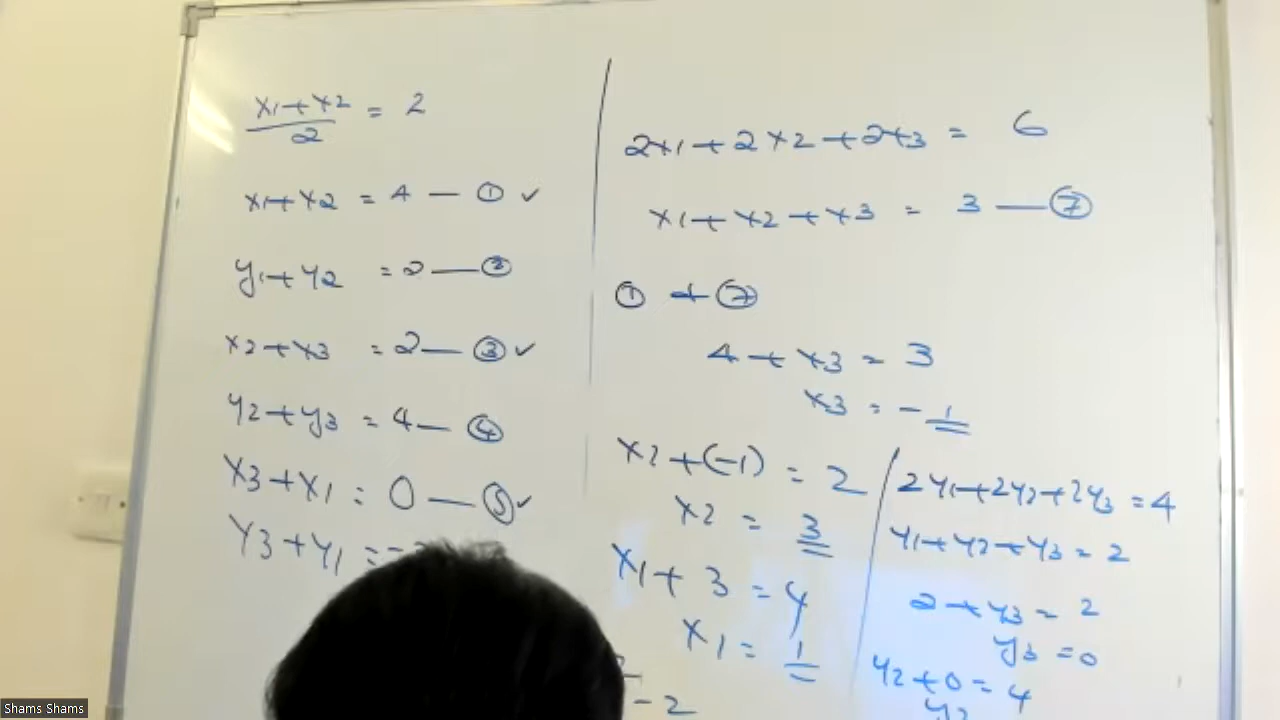 x1+x2
2 = 2
x1+x2 = 4 — ①✓
y1+y2 = 2 — ②
x2+x3 = 2 — ③✓
y2+y3 = 4 — ④
x3+x1 = 0 — ⑤✓
y3+y1 = -
2x1+2x2+2x3 = 6
x1+x2+x3 = 3 — ⑦
① + ⑦
4+x3 = 3
x3 = -1
x2+(-1) = 2
x2 = 3
x1+3 = 4
x1 = 1
-2
2y1+2y2+2y3 = 4
y1+y2+y3 = 2
2+y3 = 2
y3 = 0
y2+0 = 4
y2
Shams Shams